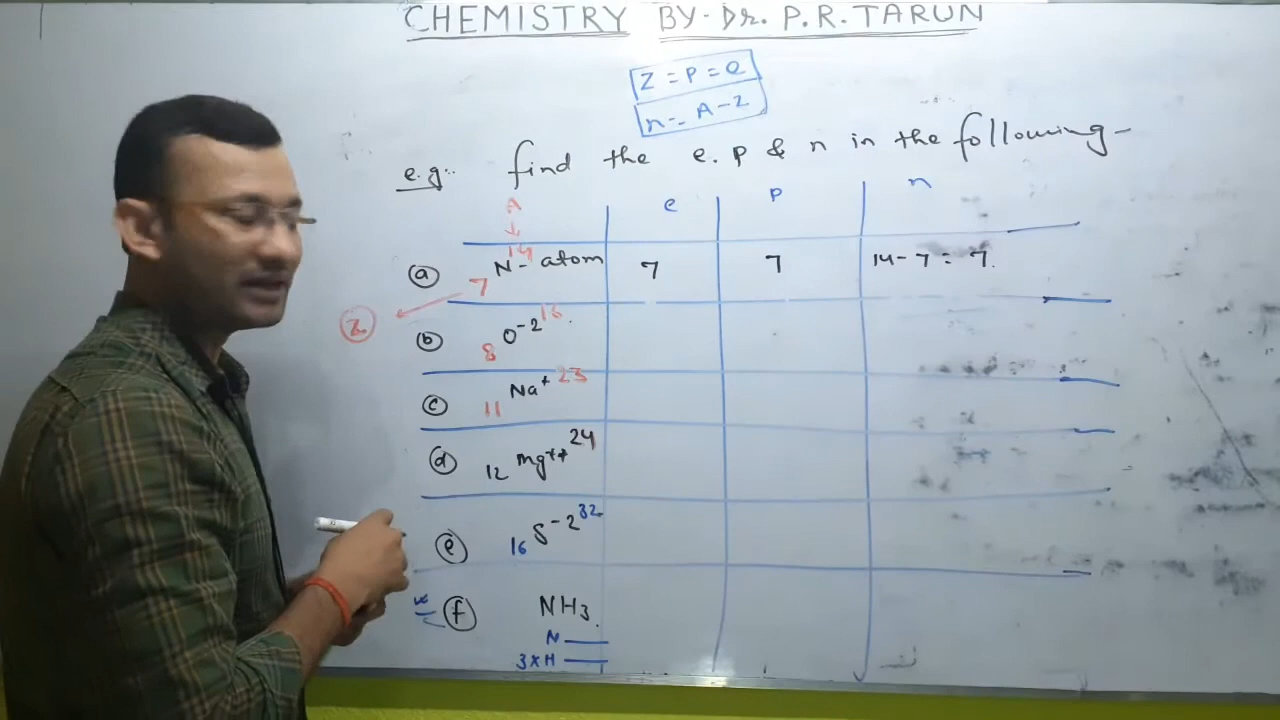 CHEMISTRY BY. Dr. P.R. TARUN
Z = P = e
n = A - Z
e.g:. find the e. p & n in the following -
e p n
A
↓
(a) 7 N - atom 14 7 7 14 - 7 = 7.
Z
(b) 8 O⁻² 16
(c) 11 Na⁺ 23
(d) 12 mg⁺⁺ 24
(e) 16 S⁻² 32
(f) NH₃.
N
3 x H